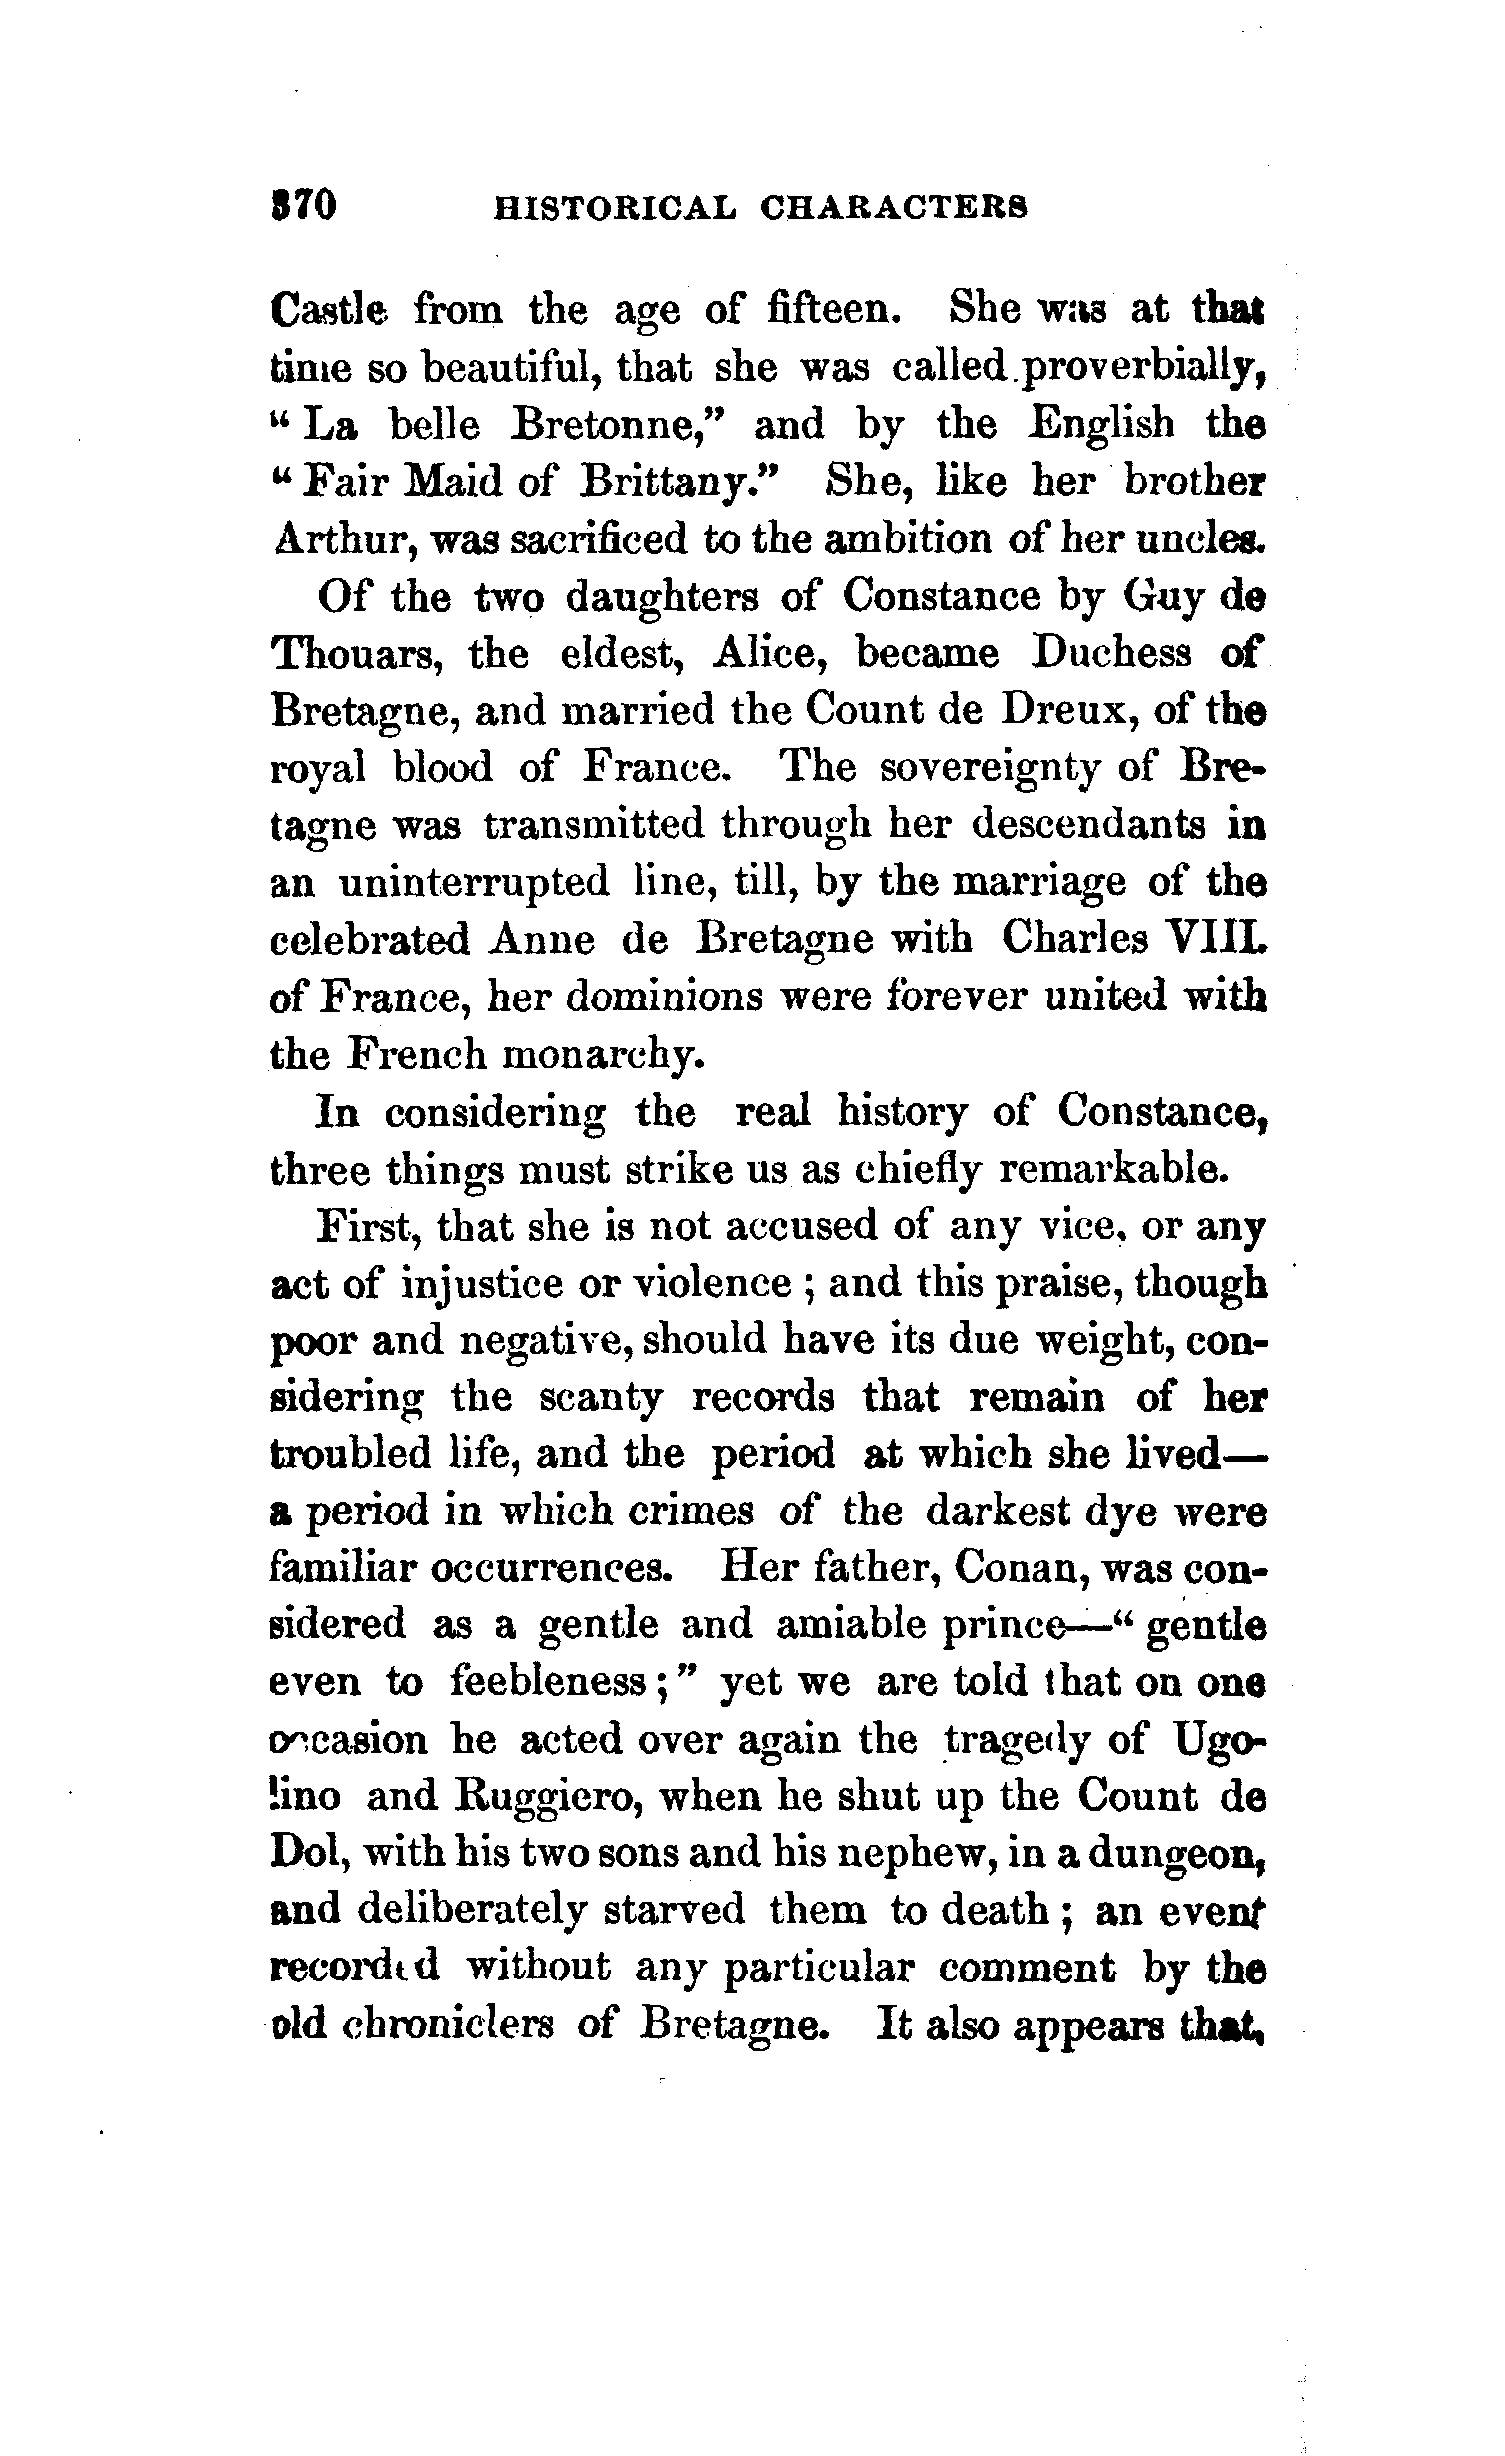 370 HISTORICAL CHARACTERS
Castle from the age of fifteen. She was at that
time so beautiful, that she was called proverbially,
“ La belle Bretonne,” and by the English the
“ Fair Maid of Brittany.” She, like her brother
Arthur, was sacrificed to the ambition of her uncles.
Of the two daughters of Constance by Guy de
Thouars, the eldest, Alice, became Duchess of
Bretagne, and married the Count de Dreux, of the
royal blood of France. The sovereignty of Bre-
tagne was transmitted through her descendants in
an uninterrupted line, till, by the marriage of the
celebrated Anne de Bretagne with Charles VIII.
of France, her dominions were forever united with
the French monarchy.
In considering the real history of Constance,
three things must strike us as chiefly remarkable.
First, that she is not accused of any vice, or any
act of injustice or violence ; and this praise, though
poor and negative, should have its due weight, con-
sidering the scanty records that remain of her
troubled life, and the period at which she lived—
a period in which crimes of the darkest dye were
familiar occurrences. Her father, Conan, was con-
sidered as a gentle and amiable prince—“ gentle
even to feebleness ; ” yet we are told that on one
occasion he acted over again the tragedy of Ugo-
lino and Ruggiero, when he shut up the Count de
Dol, with his two sons and his nephew, in a dungeon,
and deliberately starved them to death ; an event
recorded without any particular comment by the
old chroniclers of Bretagne. It also appears that,